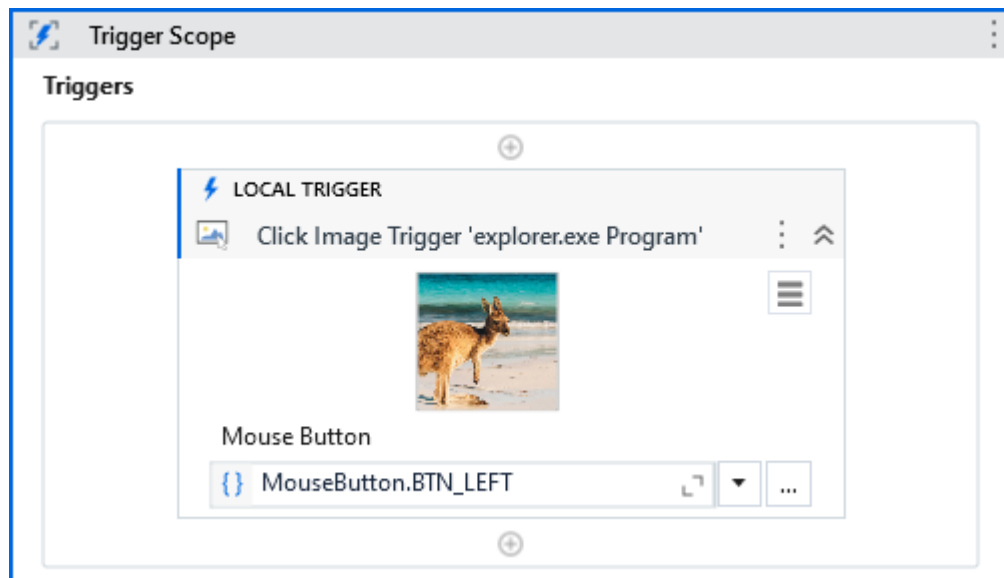 Trigger Scope
Triggers
LOCAL TRIGGER
Click Image Trigger 'explorer.exe Program'
Mouse Button
{} MouseButton.BTN_LEFT
...